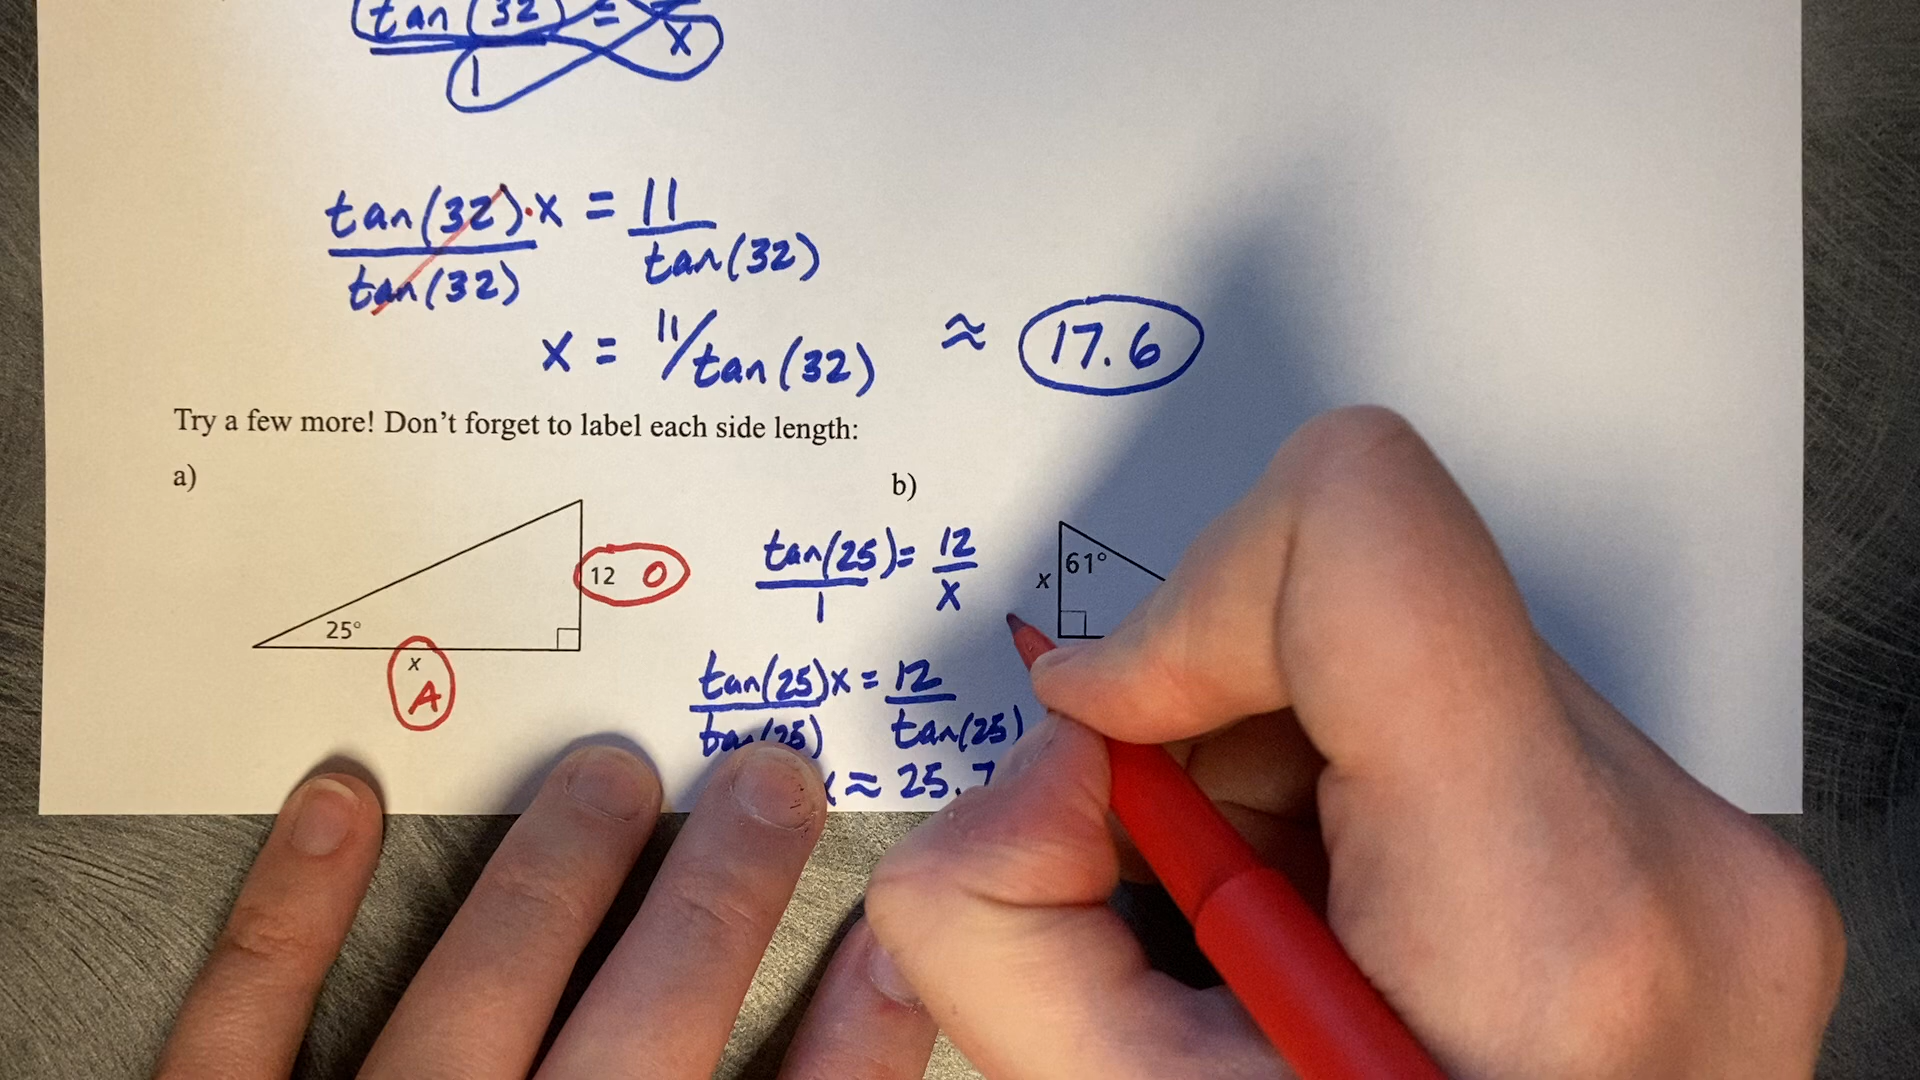 tan (32) =
x
1
tan(32)·x = 11
tan(32) tan(32)
x = 11/tan(32) ≈ 17.6
Try a few more! Don't forget to label each side length:
a)
b)
12 O
25°
x
A
tan(25) = 12
1 x
tan(25)x = 12
tan(25) tan(25)
x ≈ 25.7
61°
x